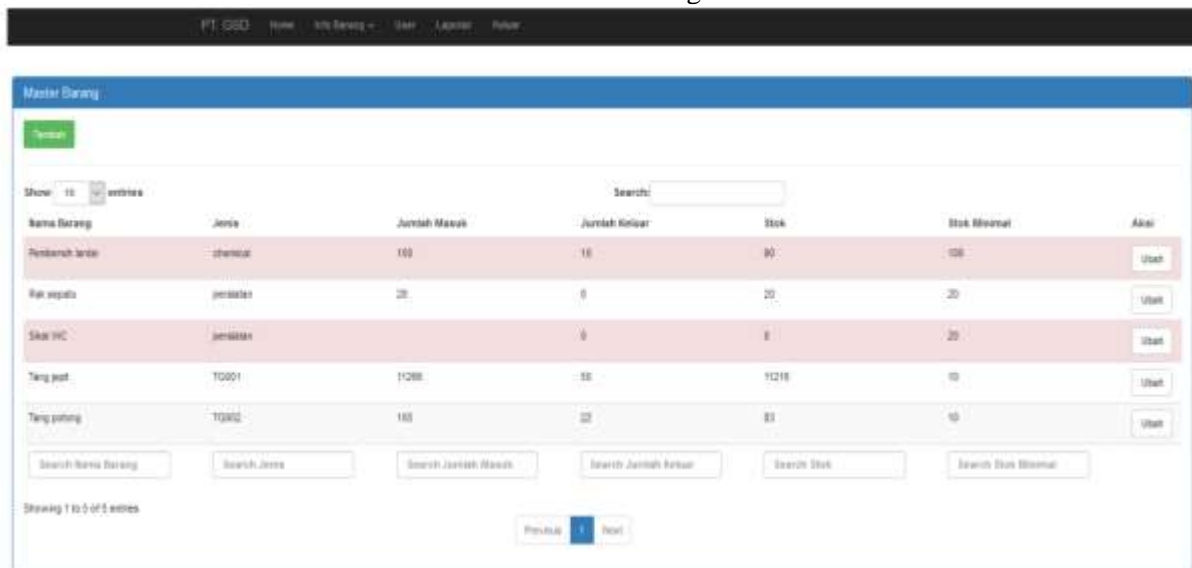 PT. GSD Home Info Barang User Laporan Keluar
Master Barang
Tambah
Show 10 entries Search:
Nama Barang Jenis Jumlah Masuk Jumlah Keluar Stok Stok Minimal Aksi
Pembersih lantai chemical 100 10 90 100 Ubah
Rak sepatu peralatan 20 0 20 20 Ubah
Sikat WC peralatan 0 0 20 Ubah
Tang jepit TG001 50 10 Ubah
Tang potong TG002 22 83 10 Ubah
Search Nama Barang Search Jenis Search Jumlah Masuk Search Jumlah Keluar Search Stok Search Stok Minimal
Showing 1 to 5 of 5 entries
Previous 1 Next